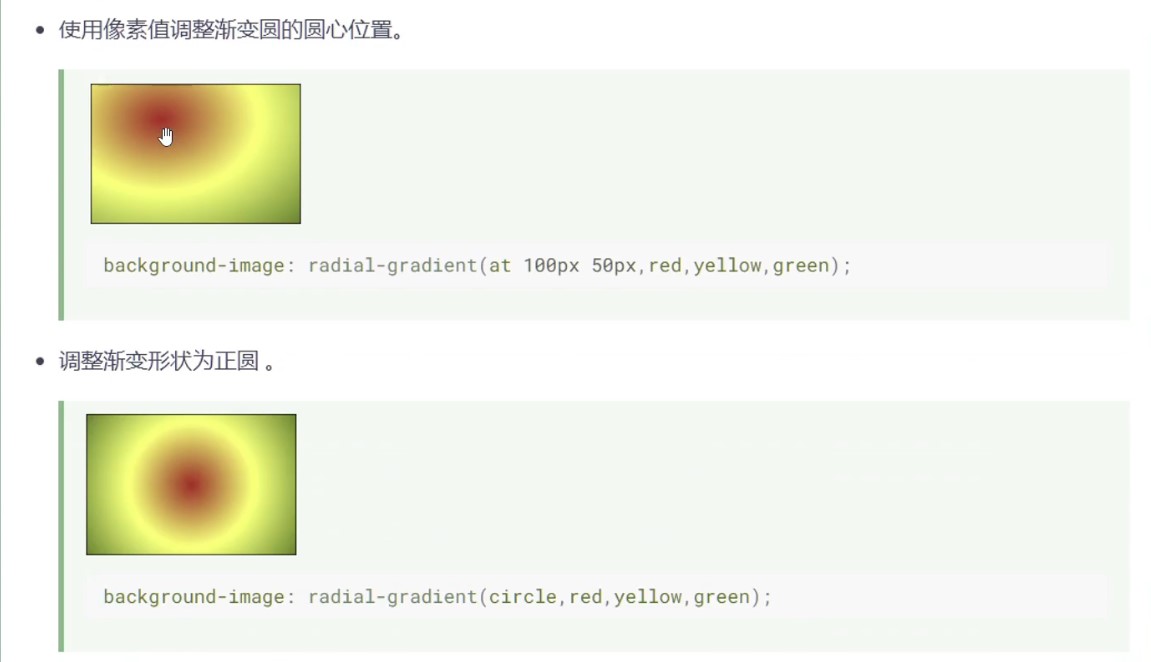 使用像素值调整渐变圆的圆心位置。
background-image: radial-gradient(at 100px 50px,red,yellow,green);
调整渐变形状为正圆 。
background-image: radial-gradient(circle,red,yellow,green);